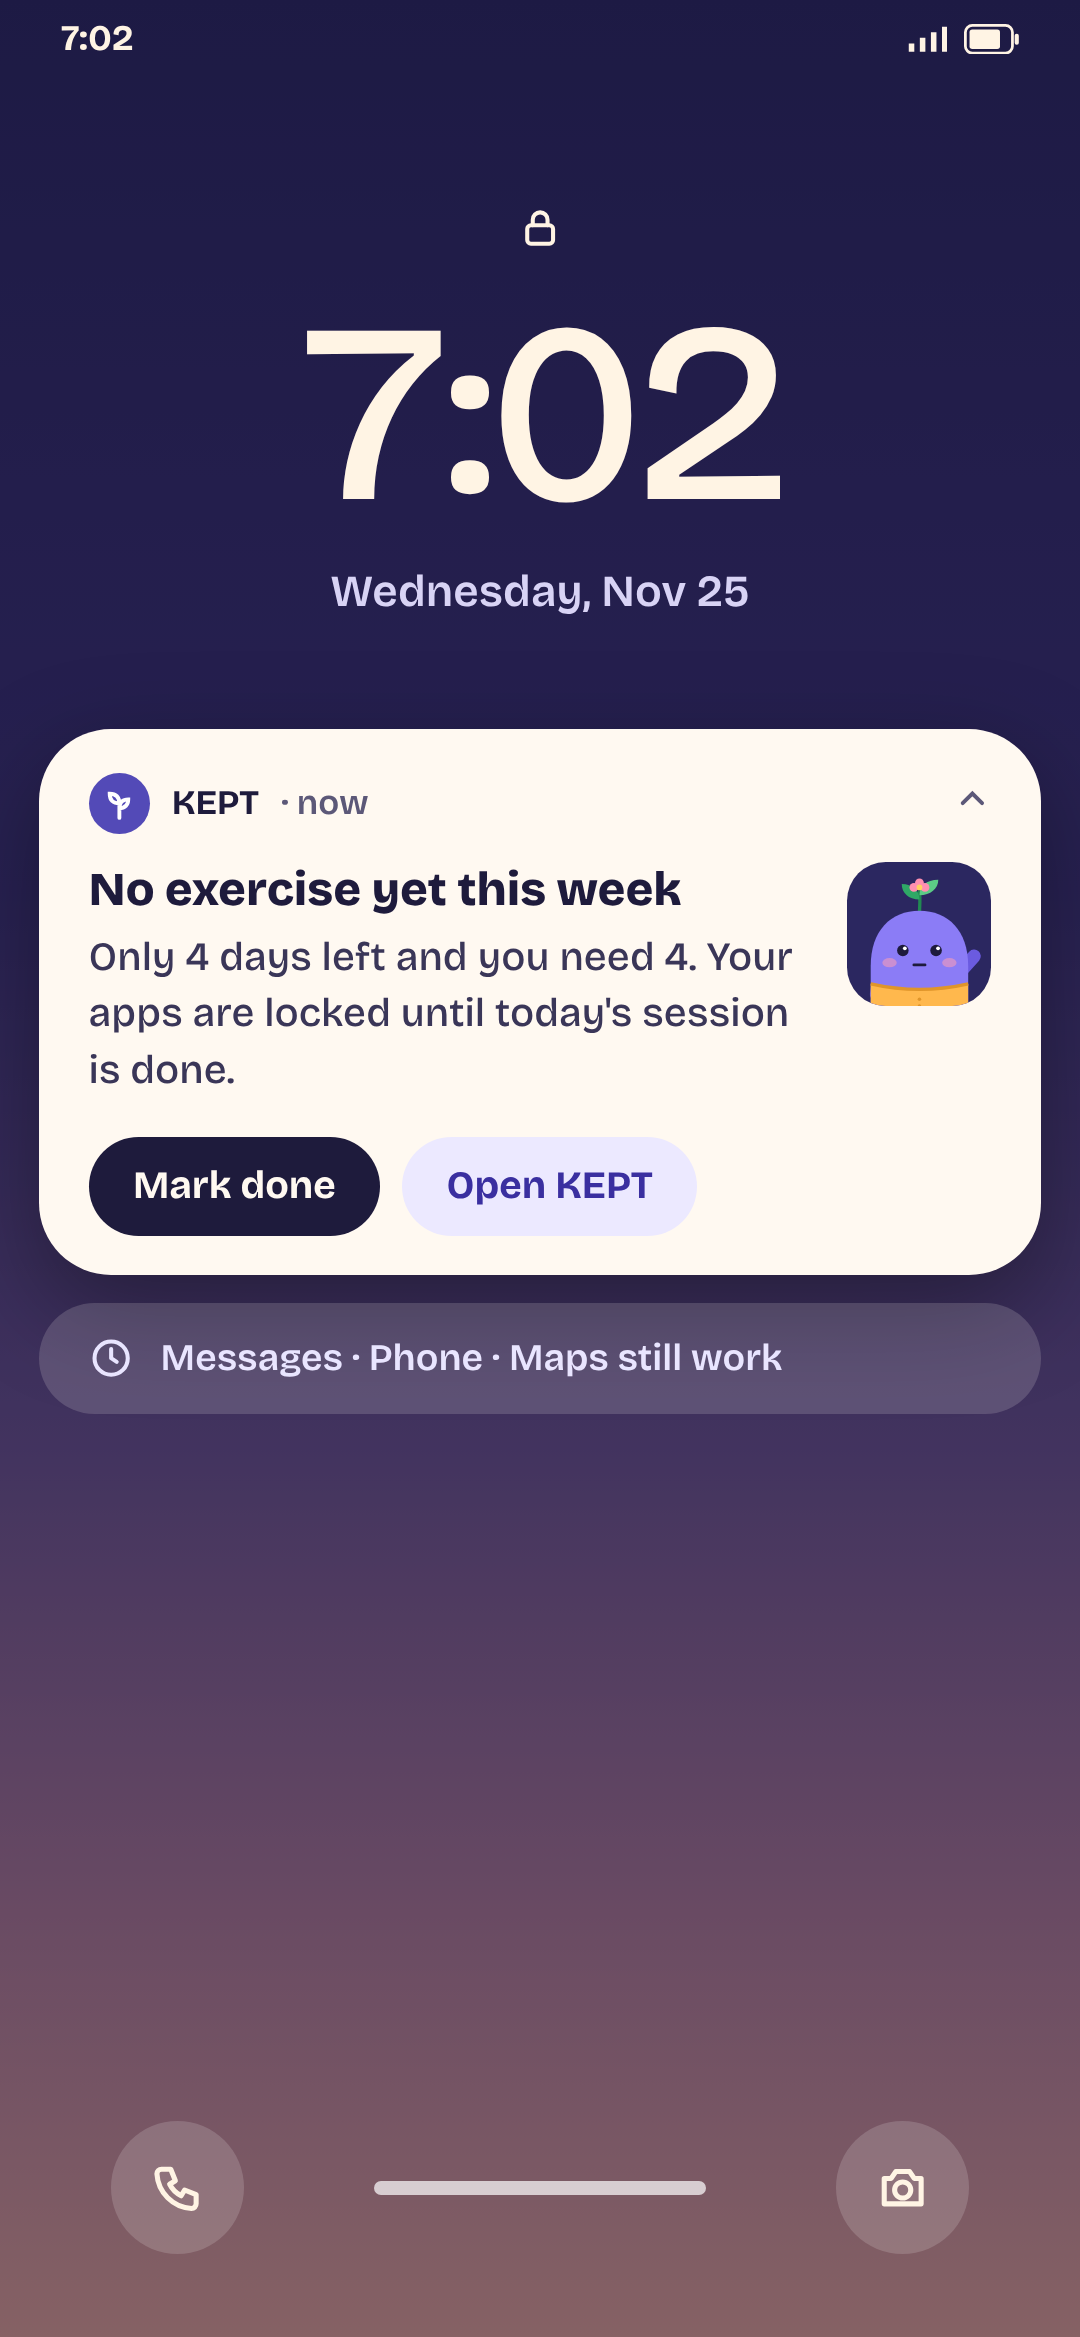 7:02
7:02
Wednesday, Nov 25
KEPT · now
No exercise yet this week
Only 4 days left and you need 4. Your
apps are locked until today's session
is done.
Mark done
Open KEPT
Messages · Phone · Maps still work